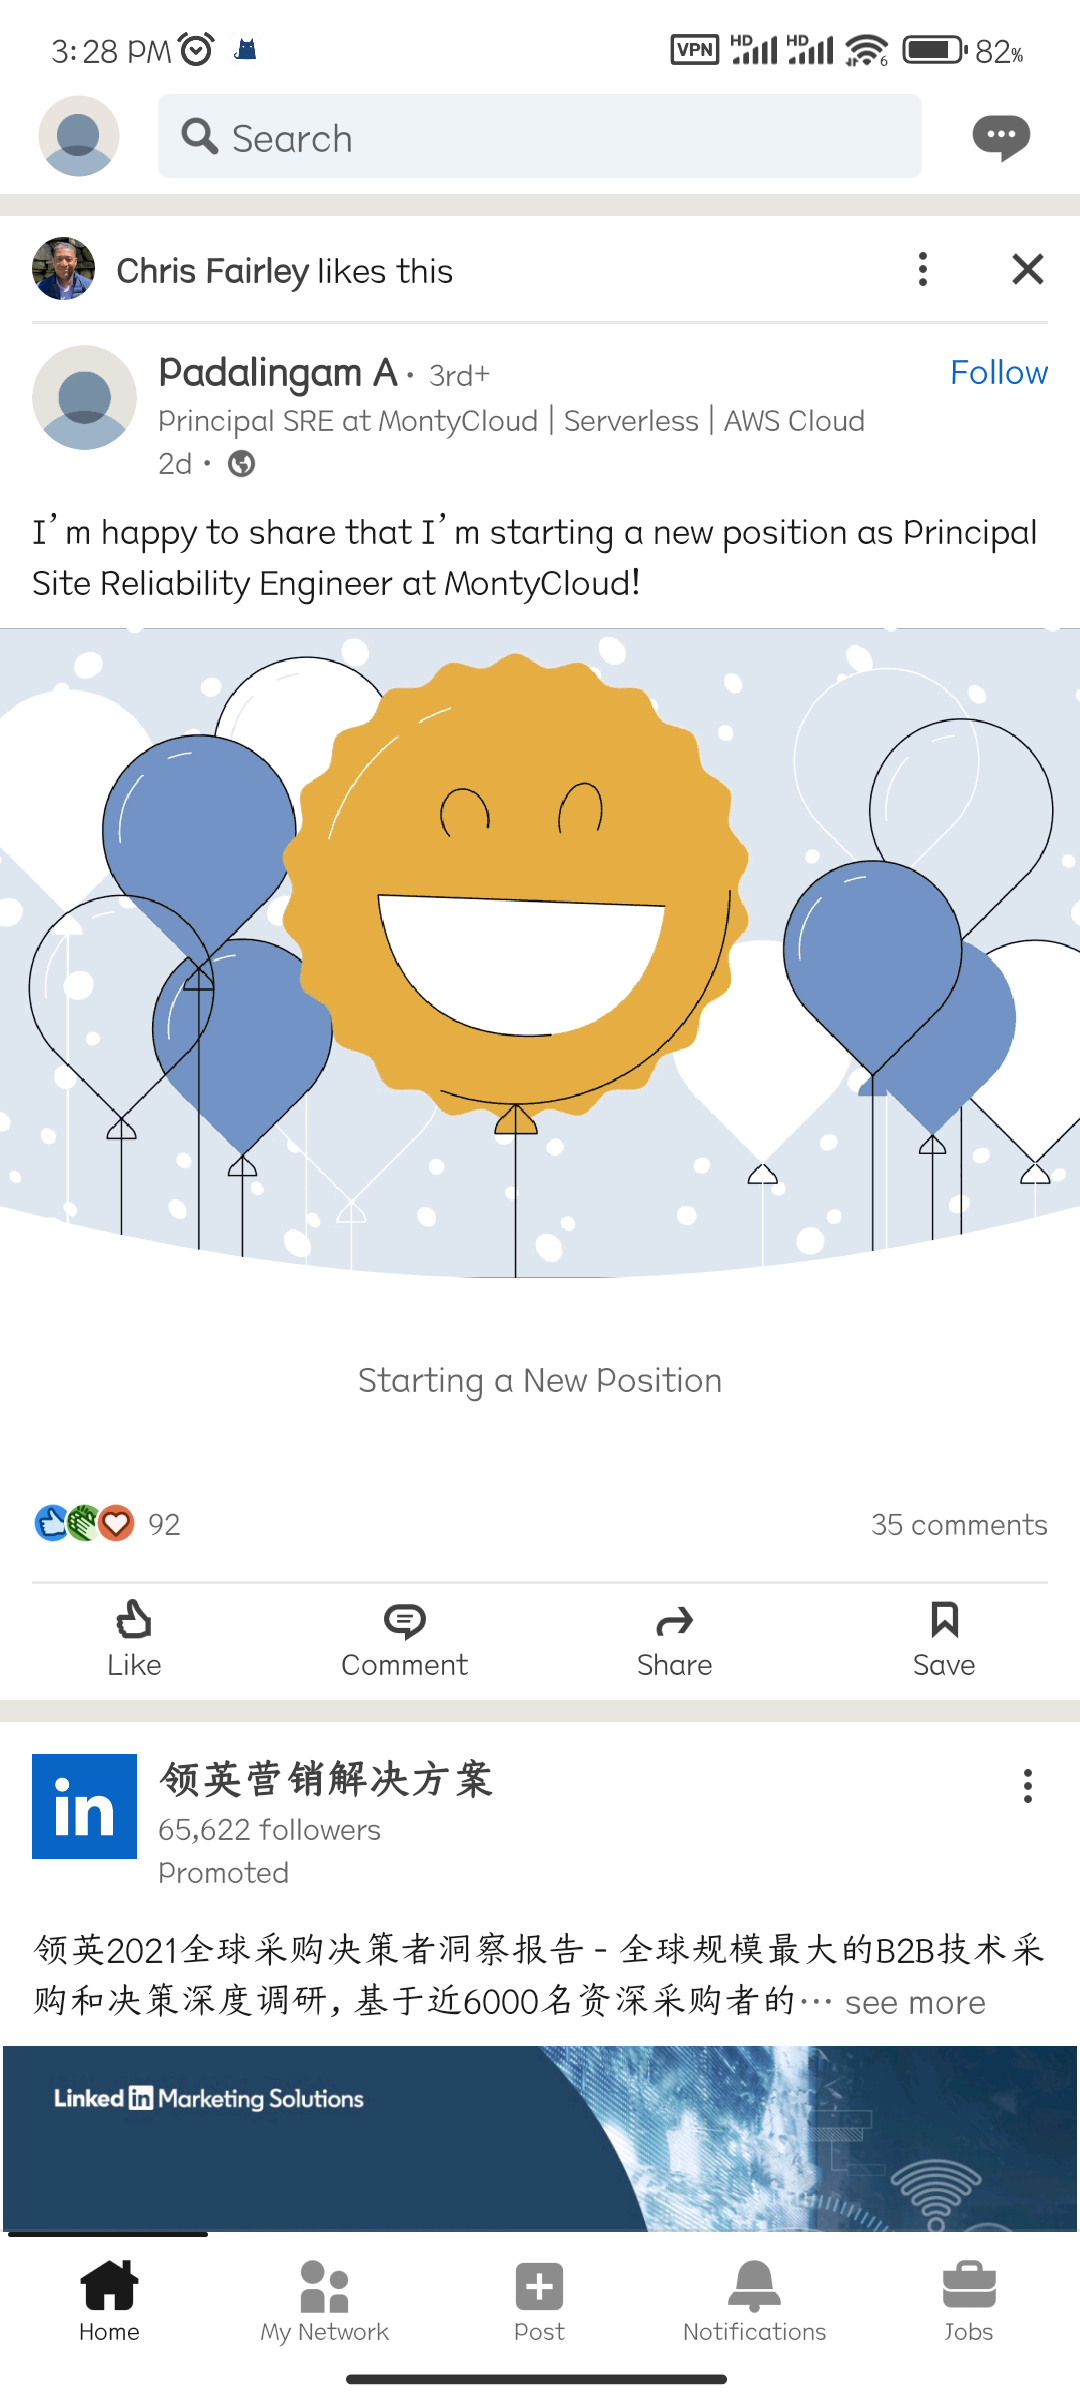 3:28 PM
VPN HD HD 6 82%
Search
Chris Fairley likes this
Padalingam A · 3rd+
Follow
Principal SRE at MontyCloud | Serverless | AWS Cloud
2d ·
I’m happy to share that I’m starting a new position as Principal
Site Reliability Engineer at MontyCloud!
Starting a New Position
92
35 comments
Like
Comment
Share
Save
in
领英营销解决方案
65,622 followers
Promoted
领英2021全球采购决策者洞察报告 - 全球规模最大的B2B技术采
购和决策深度调研, 基于近6000名资深采购者的… see more
Linked in Marketing Solutions
Home
My Network
Post
Notifications
Jobs